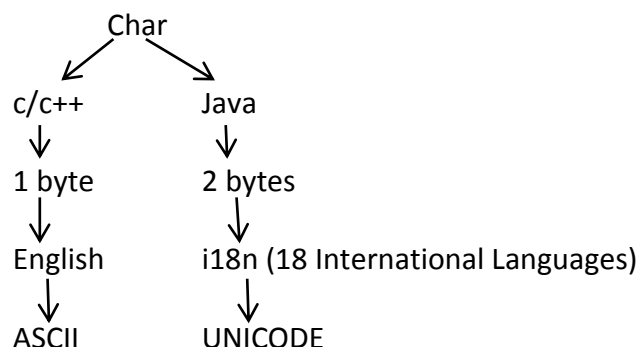 Char
c/c++ Java
1 byte 2 bytes
English i18n (18 International Languages)
ASCII UNICODE